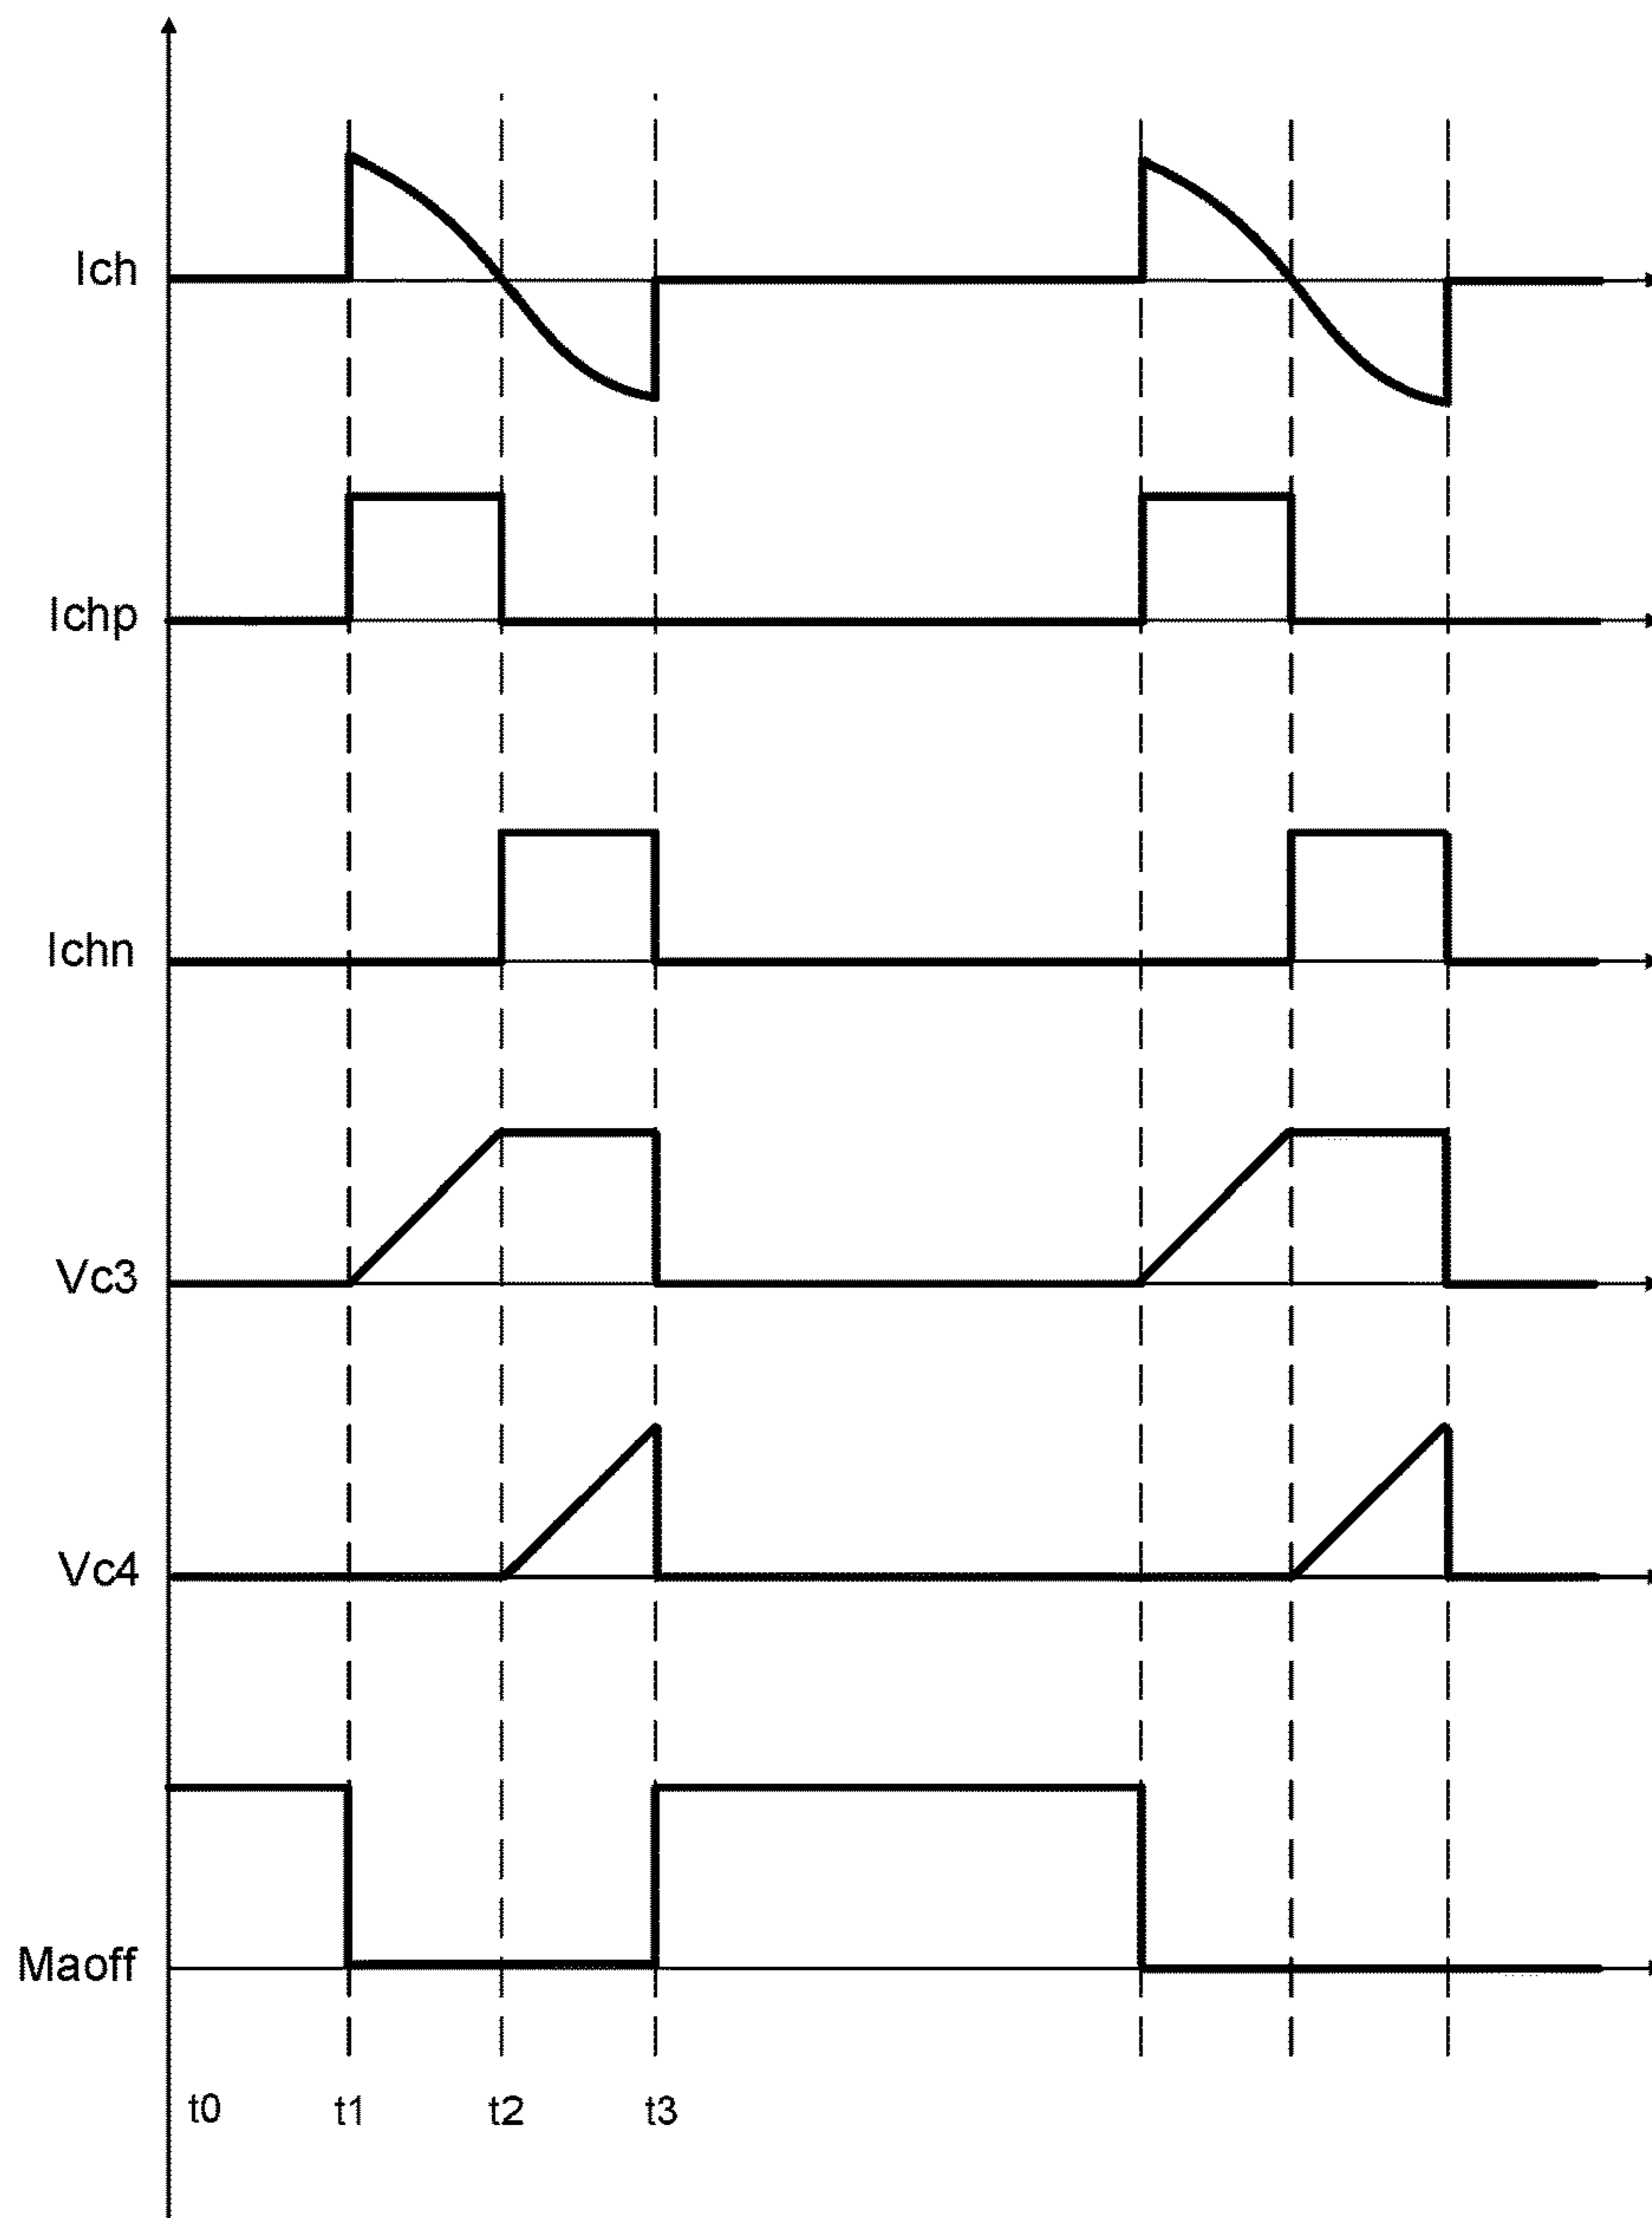 Ich
Ichp
Ichn
Vc3
Vc4
Maoff
t0 t1 t2 t3